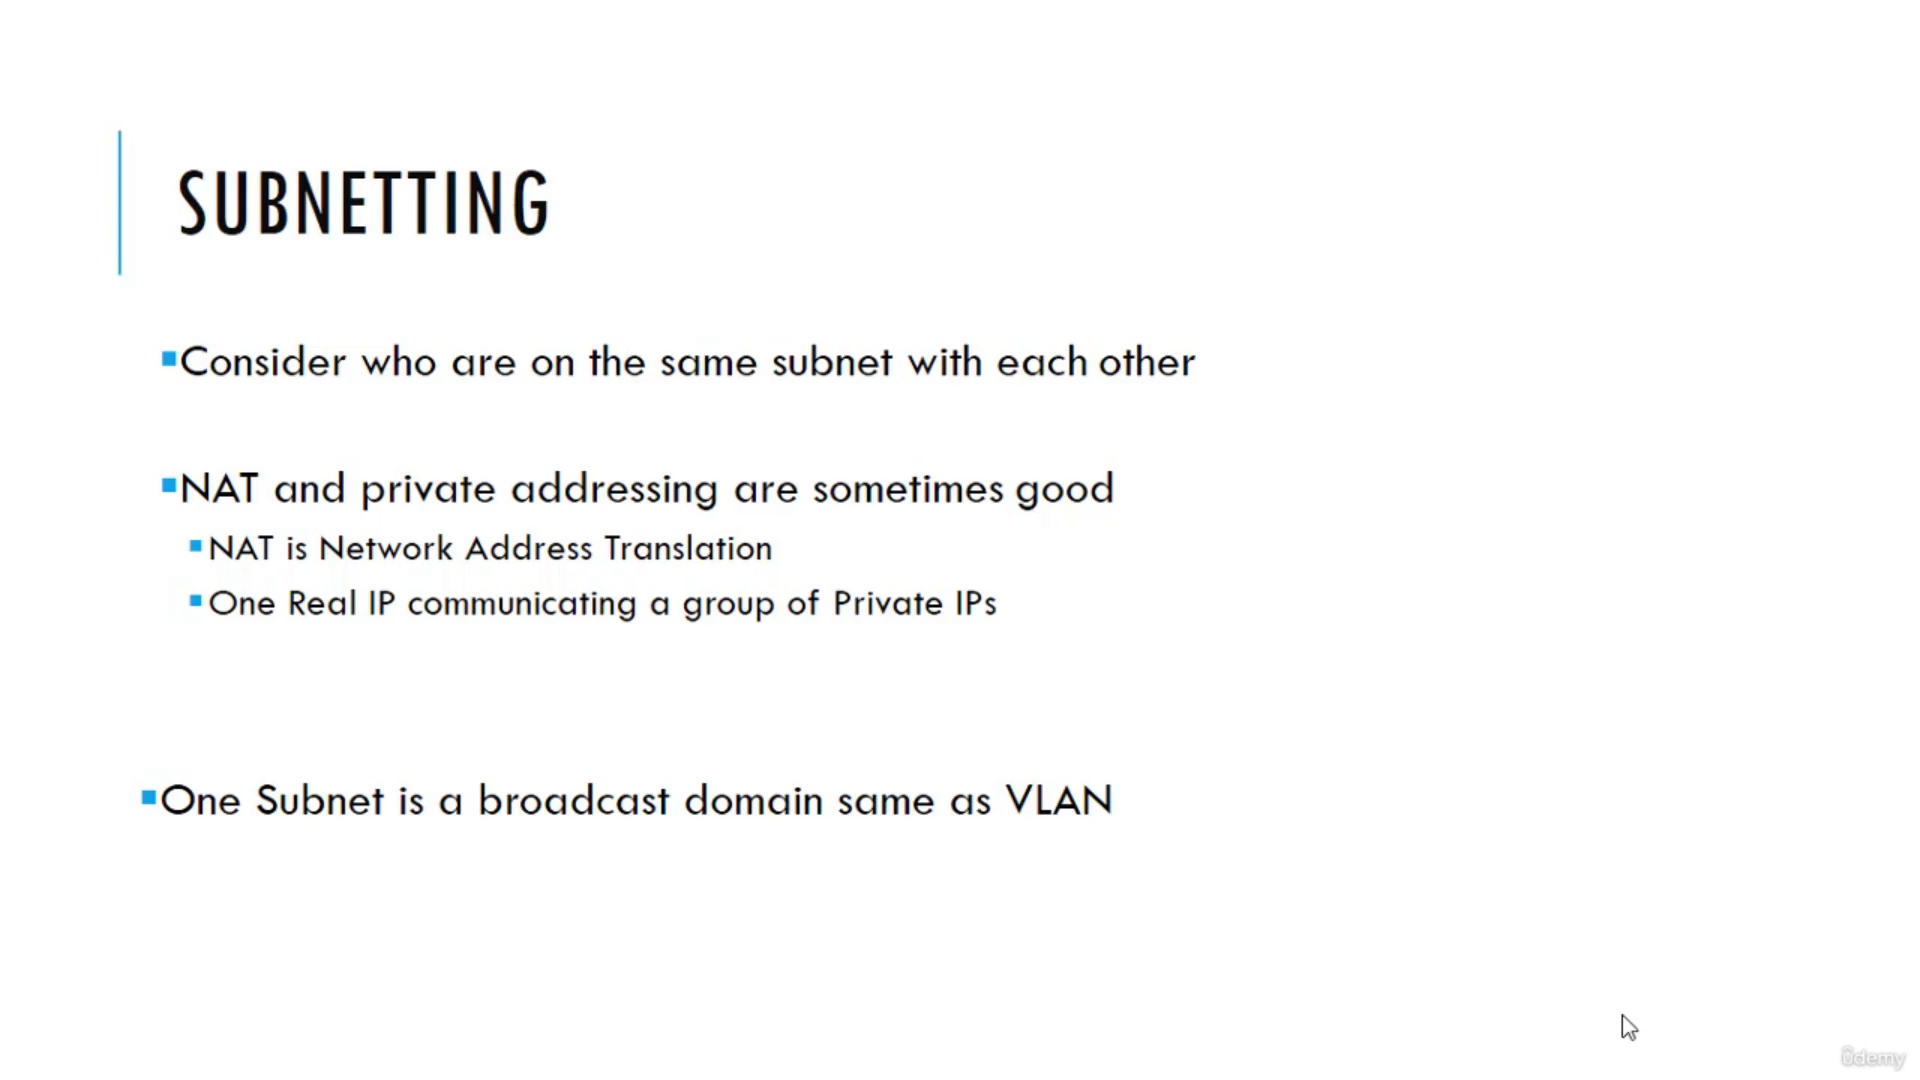 SUBNETTING
Consider who are on the same subnet with each other
NAT and private addressing are sometimes good
NAT is Network Address Translation
One Real IP communicating a group of Private IPs
One Subnet is a broadcast domain same as VLAN
ûdemy